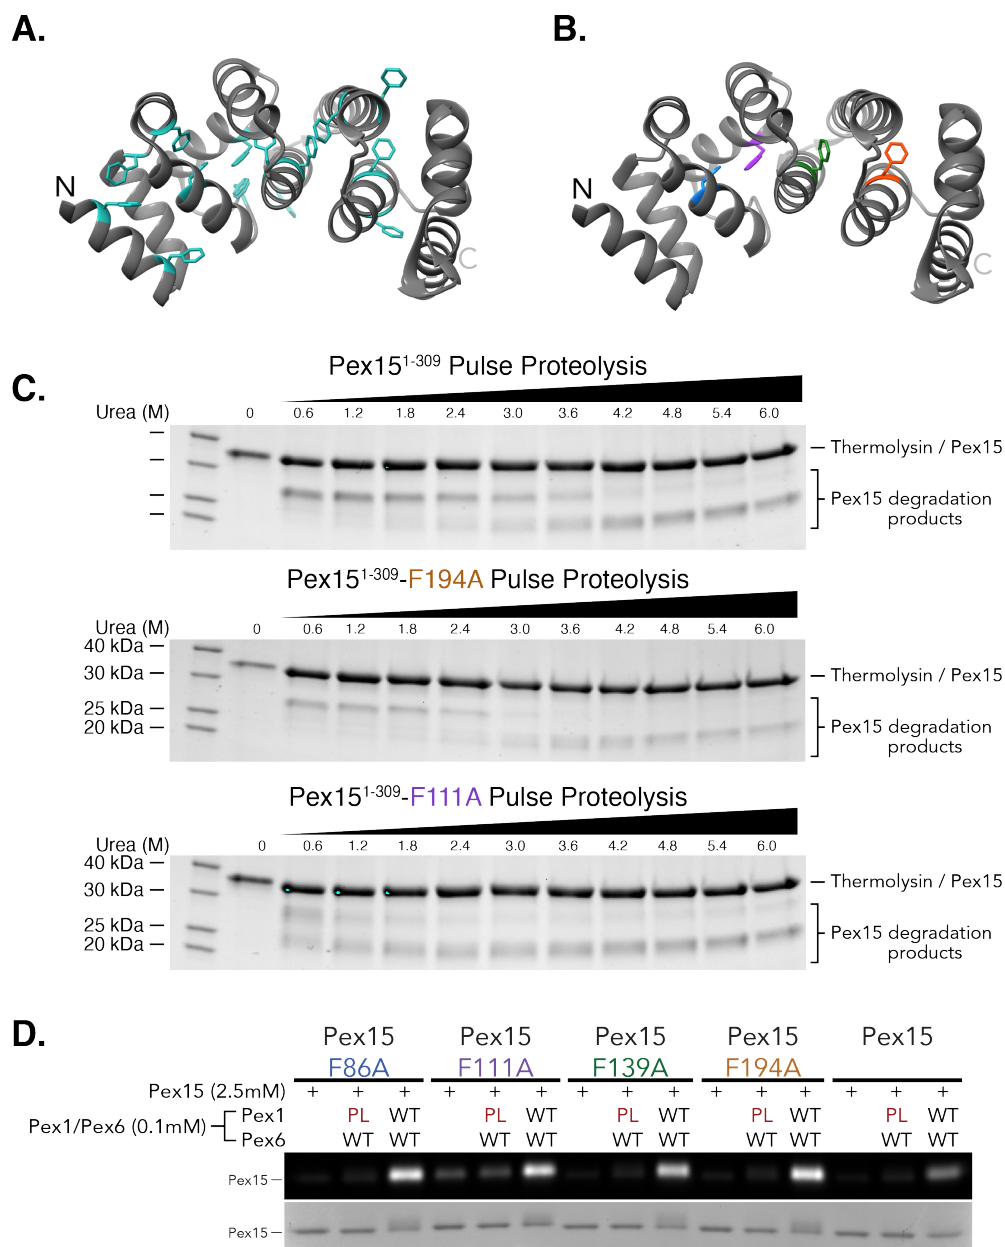 A.
B.
N
C
N
C
C.
Pex15¹⁻³⁰⁹ Pulse Proteolysis
Urea (M) 0 0.6 1.2 1.8 2.4 3.0 3.6 4.2 4.8 5.4 6.0
Thermolysin / Pex15
Pex15 degradation
products
Pex15¹⁻³⁰⁹-F194A Pulse Proteolysis
Urea (M) 0 0.6 1.2 1.8 2.4 3.0 3.6 4.2 4.8 5.4 6.0
40 kDa
30 kDa
Thermolysin / Pex15
25 kDa
20 kDa
Pex15 degradation
products
Pex15¹⁻³⁰⁹-F111A Pulse Proteolysis
Urea (M) 0 0.6 1.2 1.8 2.4 3.0 3.6 4.2 4.8 5.4 6.0
40 kDa
30 kDa
Thermolysin / Pex15
25 kDa
20 kDa
Pex15 degradation
products
D.
Pex15 Pex15 Pex15 Pex15 Pex15
F86A F111A F139A F194A
Pex15 (2.5mM) + + + + + + + + + + + + + + +
Pex1/Pex6 (0.1mM)
Pex1 PL WT PL WT PL WT PL WT PL WT
Pex6 WT WT WT WT WT WT WT WT WT WT
Pex15
Pex15